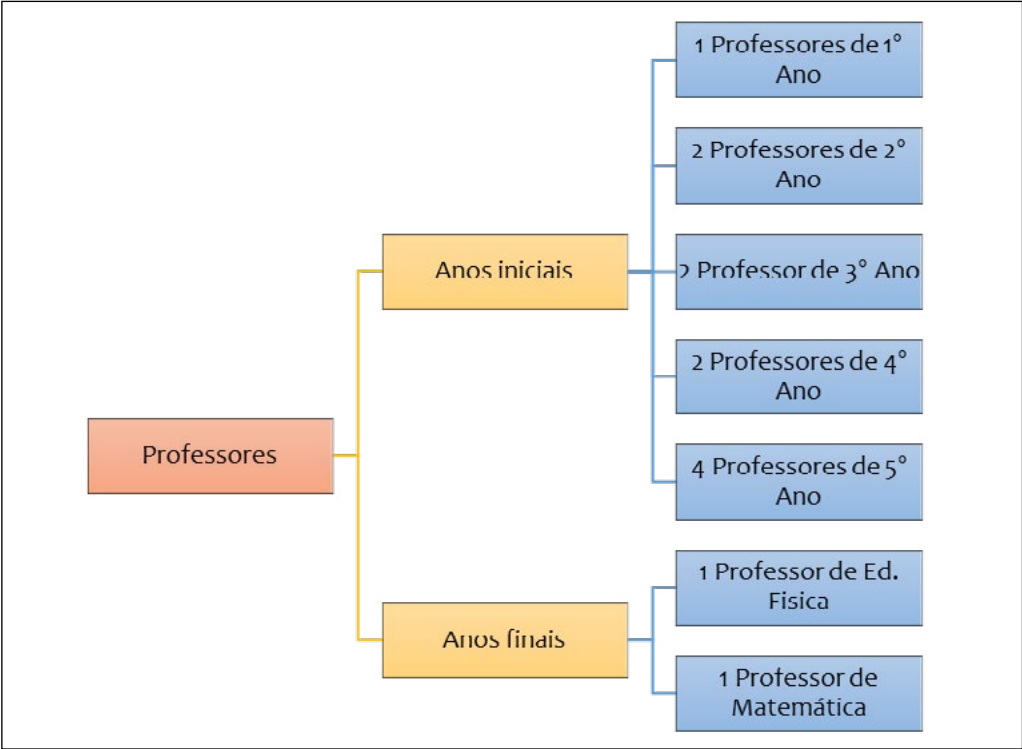 1 Professores de 1°
Ano
2 Professores de 2°
Ano
Anos iniciais
2 Professor de 3° Ano
2 Professores de 4°
Ano
Professores
4 Professores de 5°
Ano
1 Professor de Ed.
Fisica
Anos finais
1 Professor de
Matemática